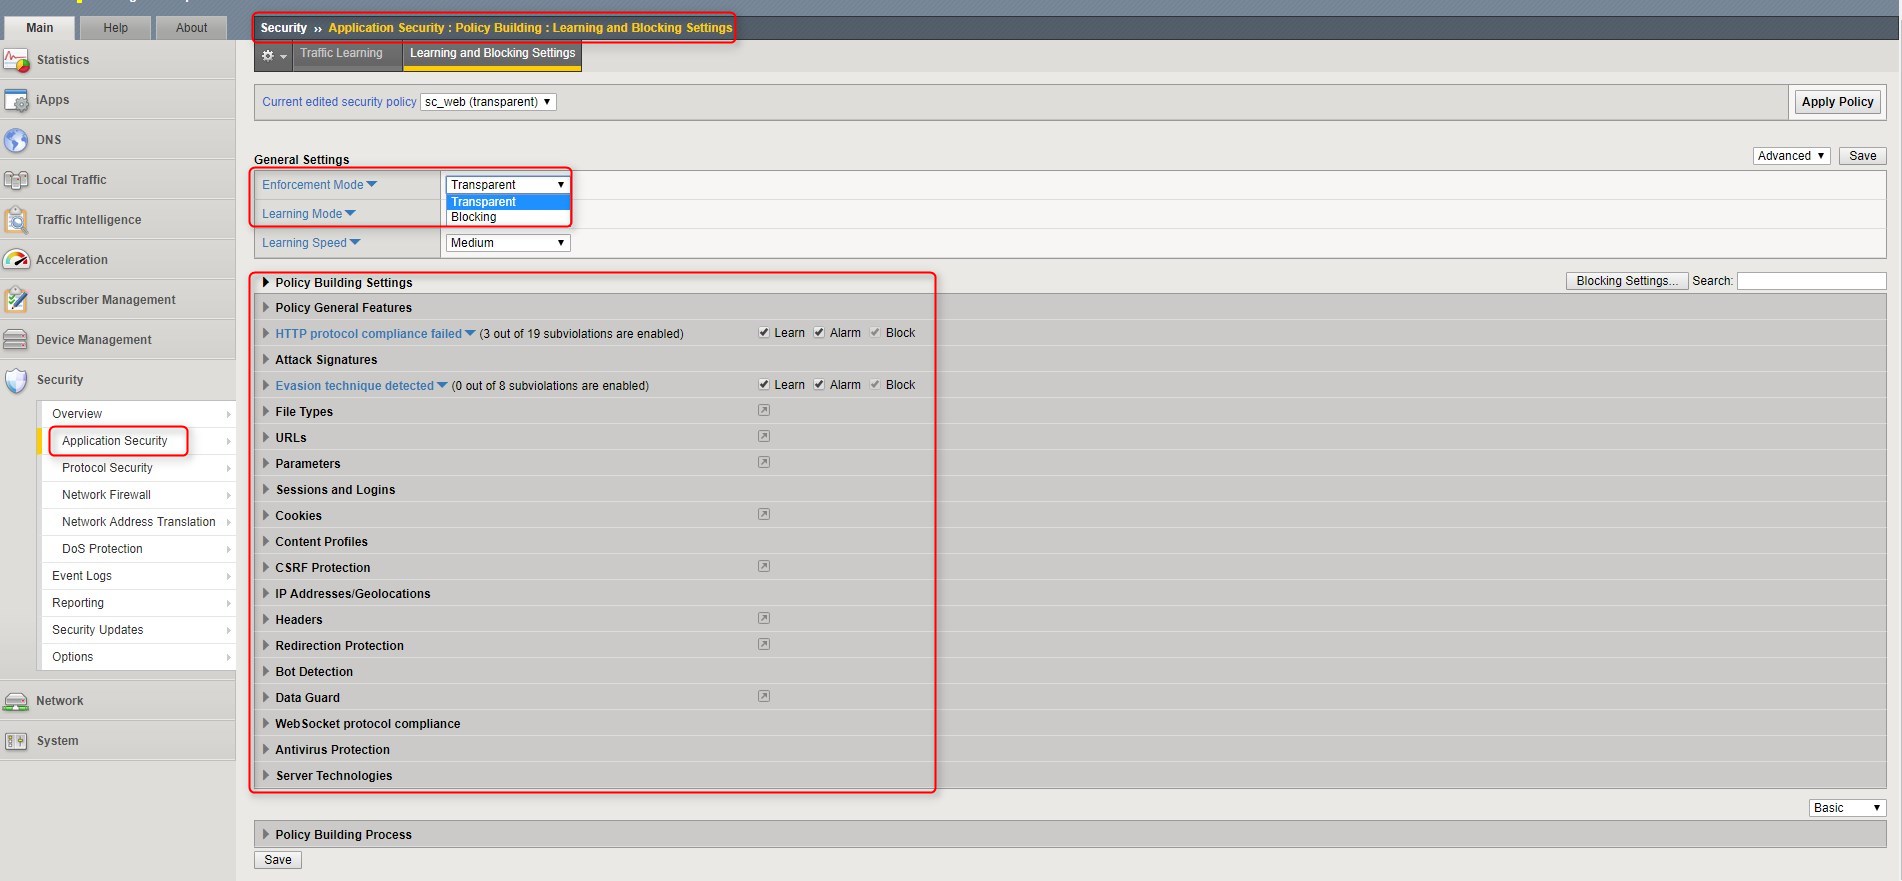 Main Help About
Security ›› Application Security : Policy Building : Learning and Blocking Settings
Traffic Learning Learning and Blocking Settings
Statistics
iApps
DNS
Local Traffic
Traffic Intelligence
Acceleration
Subscriber Management
Device Management
Security
Overview
Application Security
Protocol Security
Network Firewall
Network Address Translation
DoS Protection
Event Logs
Reporting
Security Updates
Options
Network
System
Current edited security policy sc_web (transparent) Apply Policy
General Settings Advanced Save
Enforcement Mode Transparent
Transparent
Blocking
Learning Mode
Learning Speed Medium
Policy Building Settings Blocking Settings... Search:
Policy General Features
HTTP protocol compliance failed (3 out of 19 subviolations are enabled) Learn Alarm Block
Attack Signatures
Evasion technique detected (0 out of 8 subviolations are enabled) Learn Alarm Block
File Types
URLs
Parameters
Sessions and Logins
Cookies
Content Profiles
CSRF Protection
IP Addresses/Geolocations
Headers
Redirection Protection
Bot Detection
Data Guard
WebSocket protocol compliance
Antivirus Protection
Server Technologies
Basic
Policy Building Process
Save